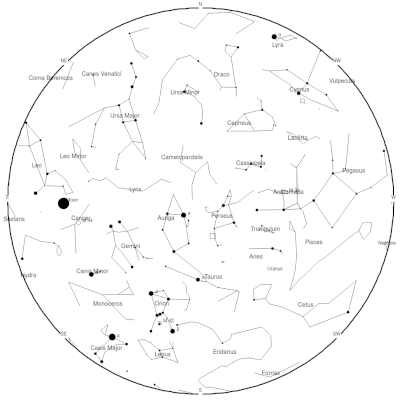 N
Lyra
NE
NW
Coma Berenices
Canes Venatici
Draco
Vulpecula
Ursa Minor
Cygnus
Ursa Major
Cepheus
Lacerta
Leo Minor
Camelopardalis
Leo
Cassiopeia
Pegasus
Lynx
Andromeda
E
W
Moon
Sextans
Cancer
Auriga
Perseus
Triangulum
Gemini
Pisces
Neptune
Aries
Hydra
Canis Minor
Taurus
Uranus
Monoceros
Orion
Cetus
M42
SE
SW
Canis Major
Lepus
Eridanus
Fornax
S